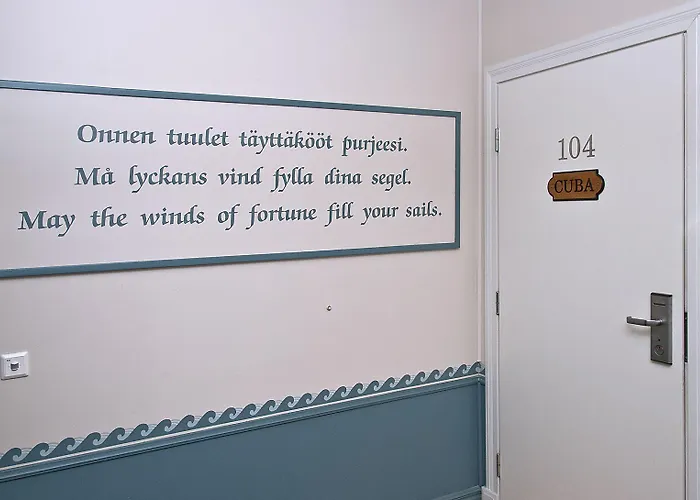 Onnen tuulet täyttäkööt purjeesi.
Må lyckans vind fylla dina segel.
May the winds of fortune fill your sails.
104
CUBA